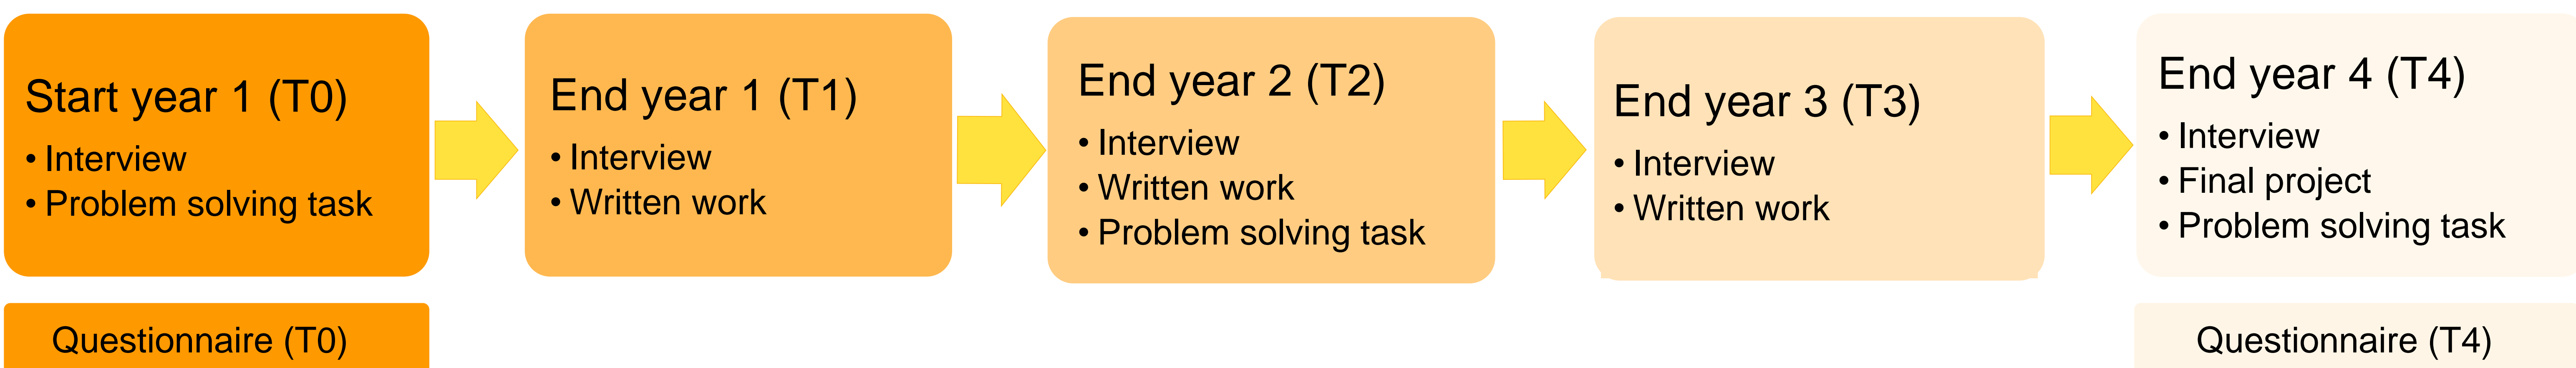 Start year 1 (T0)
• Interview
• Problem solving task
End year 1 (T1)
• Interview
• Written work
End year 2 (T2)
• Interview
• Written work
• Problem solving task
End year 3 (T3)
• Interview
• Written work
End year 4 (T4)
• Interview
• Final project
• Problem solving task
Questionnaire (T0)
Questionnaire (T4)